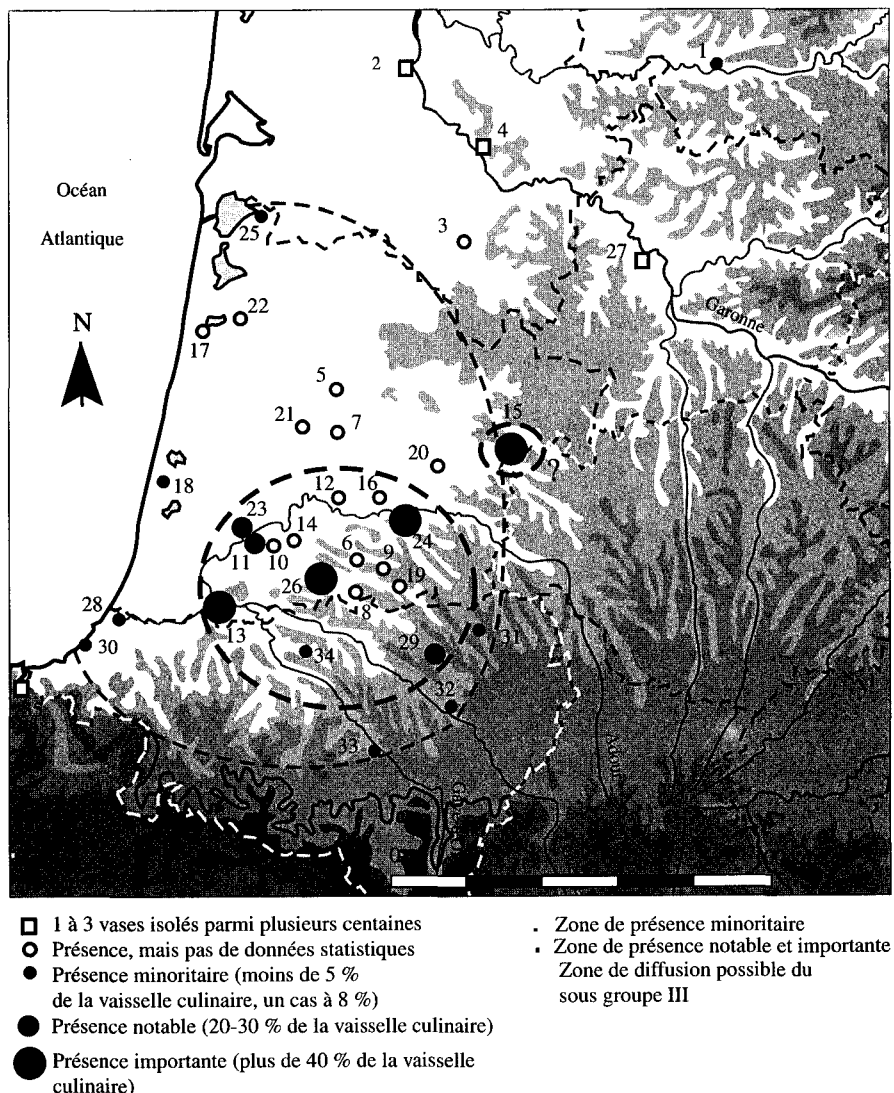 1
2
4
Océan
Atlantique
25
3
27
Garonne
N
22
17
5
15
21
7
20
?
18
12
16
23
14
24
11
10
6
9
26
19
8
28
13
31
30
34
29
32
33
Adour
0
□ 1 à 3 vases isolés parmi plusieurs centaines
○ Présence, mais pas de données statistiques
● Présence minoritaire (moins de 5 %
de la vaisselle culinaire, un cas à 8 %)
● Présence notable (20-30 % de la vaisselle culinaire)
● Présence importante (plus de 40 % de la vaisselle
culinaire)
. Zone de présence minoritaire
. Zone de présence notable et importante
Zone de diffusion possible du
sous groupe III